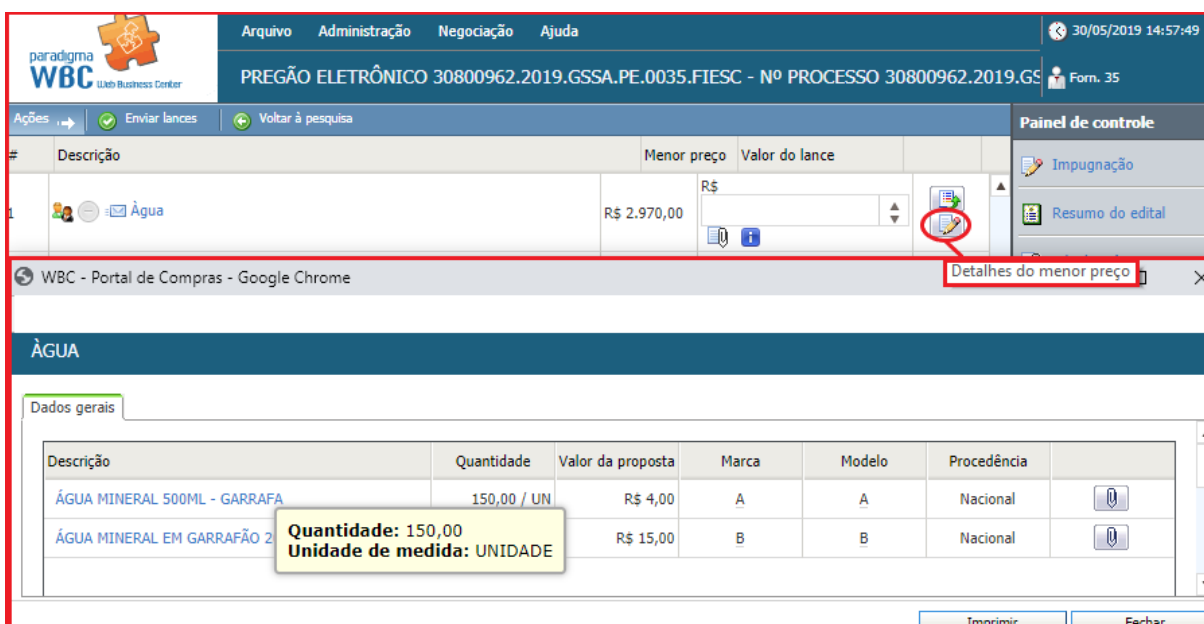 Arquivo Administração Negociação Ajuda
30/05/2019 14:57:49
paradigma
WBC Web Business Center
PREGÃO ELETRÔNICO 30800962.2019.GSSA.PE.0035.FIESC - Nº PROCESSO 30800962.2019.GS
Forn. 35
Ações Enviar lances Voltar à pesquisa
Painel de controle
# Descrição Menor preço Valor do lance
Impugnação
1 Àgua R$ 2.970,00 R$
Resumo do edital
Detalhes do menor preço
WBC - Portal de Compras - Google Chrome
ÀGUA
Dados gerais
Descrição Quantidade Valor da proposta Marca Modelo Procedência
ÁGUA MINERAL 500ML - GARRAFA 150,00 / UN R$ 4,00 A A Nacional
ÁGUA MINERAL EM GARRAFÃO 2 R$ 15,00 B B Nacional
Quantidade: 150,00
Unidade de medida: UNIDADE
Imprimir Fechar